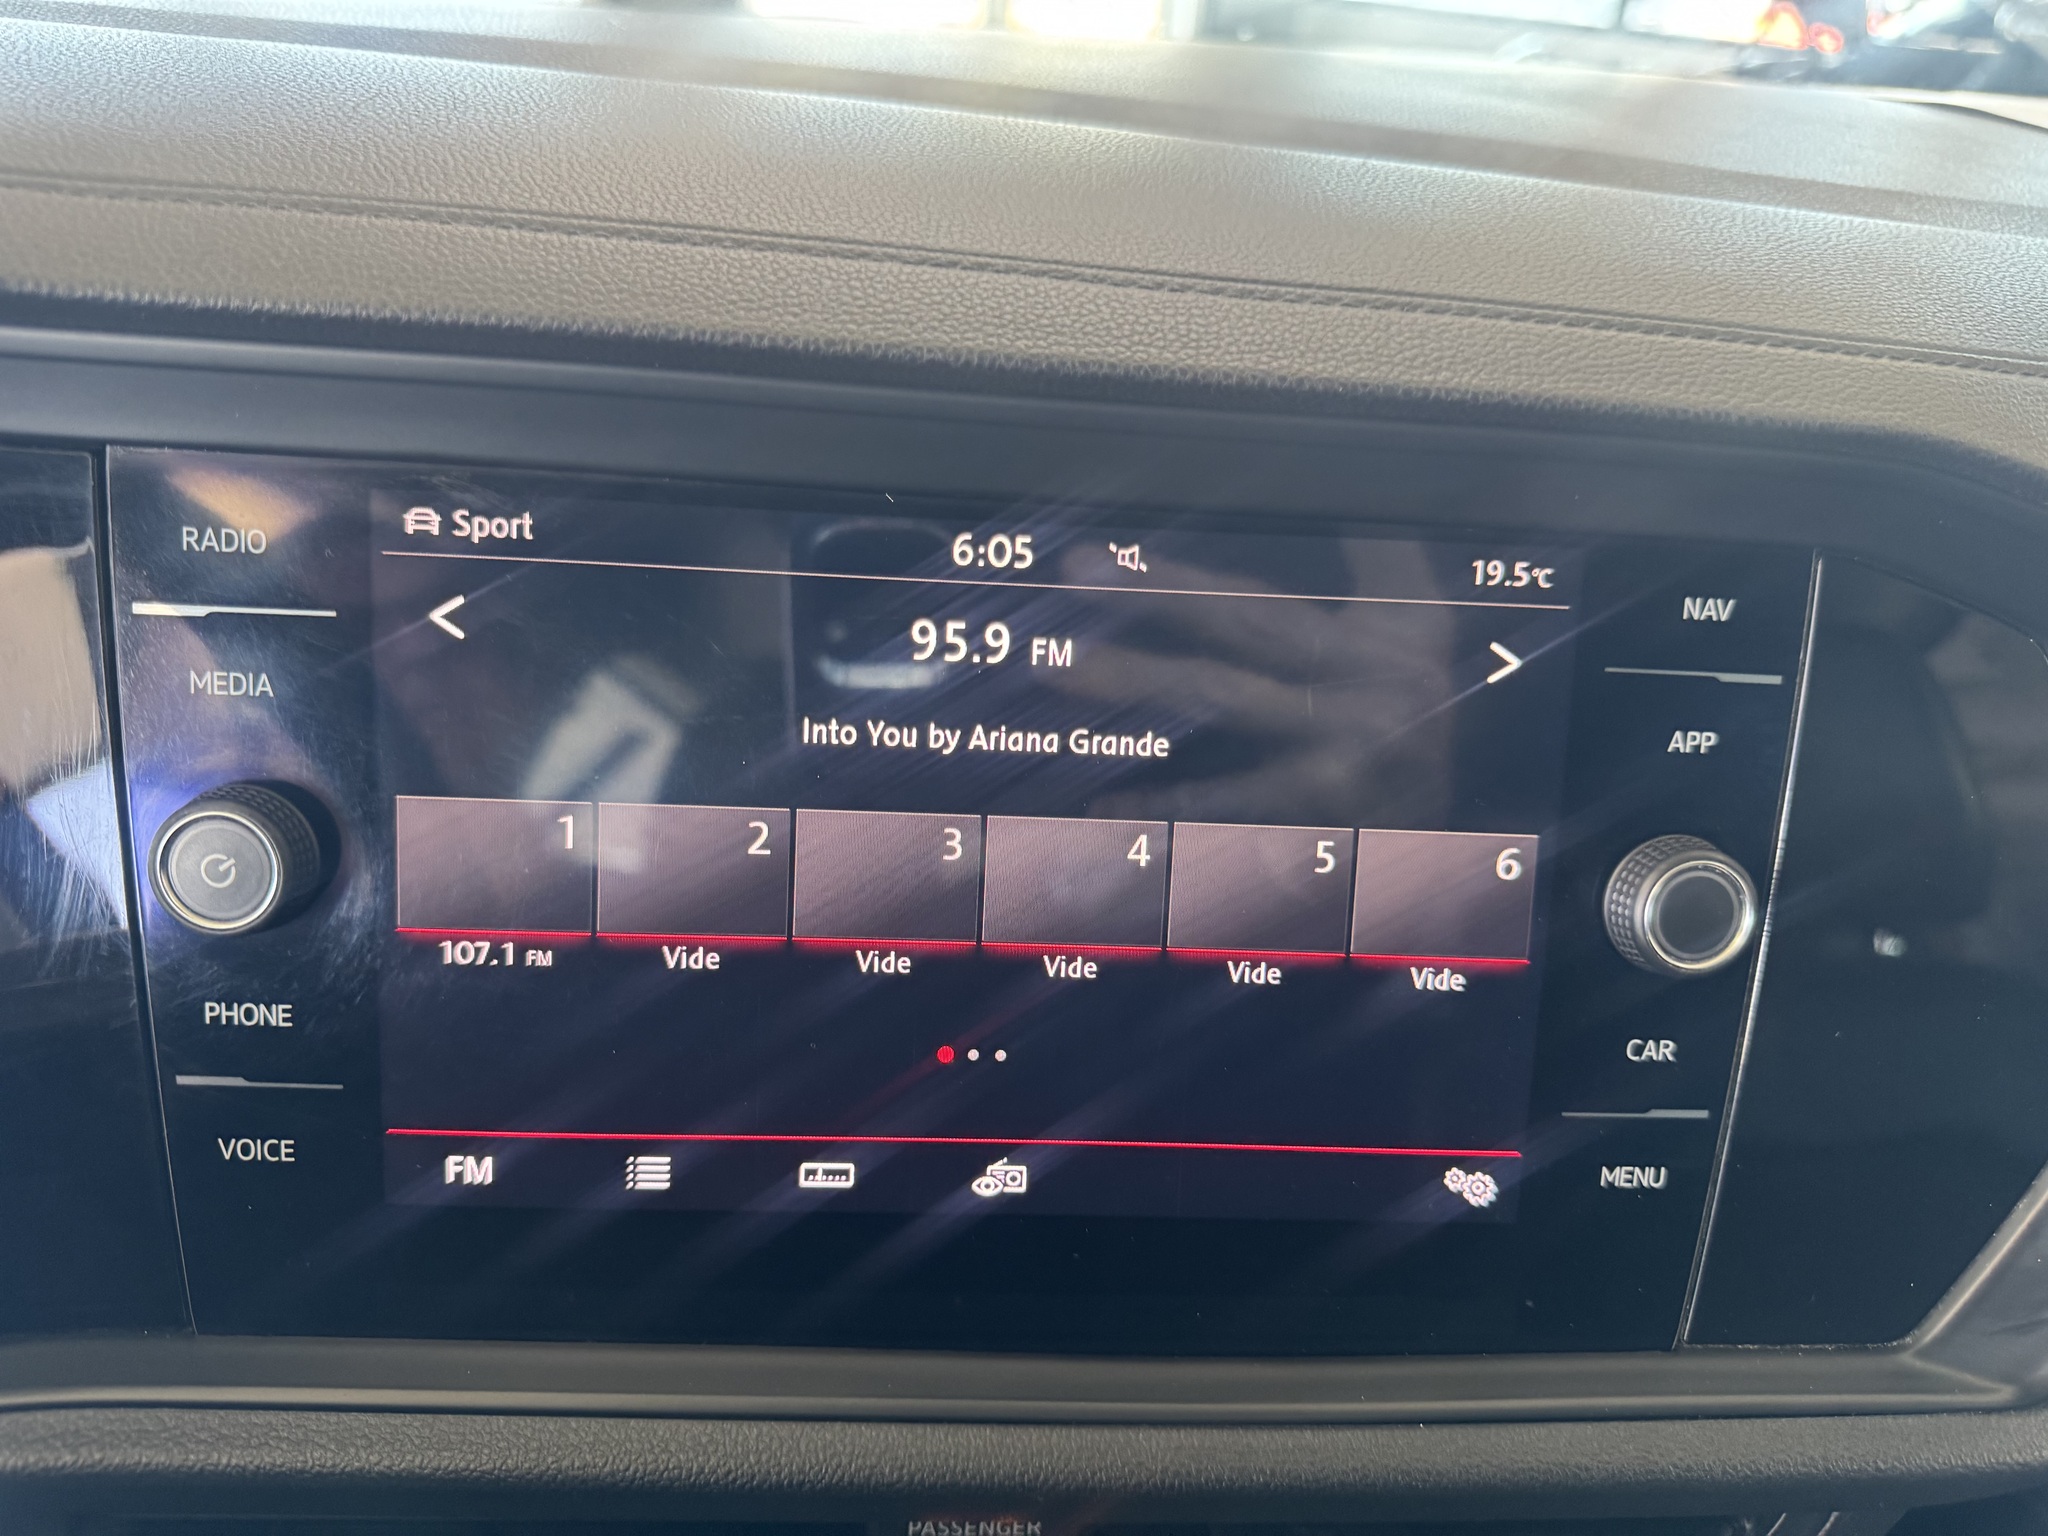 RADIO
MEDIA
PHONE
VOICE
Sport
6:05
19.5°C
95.9 FM
Into You by Ariana Grande
1
2
3
4
5
6
107.1 FM
Vide
Vide
Vide
Vide
Vide
FM
NAV
APP
CAR
MENU
PASSENGER